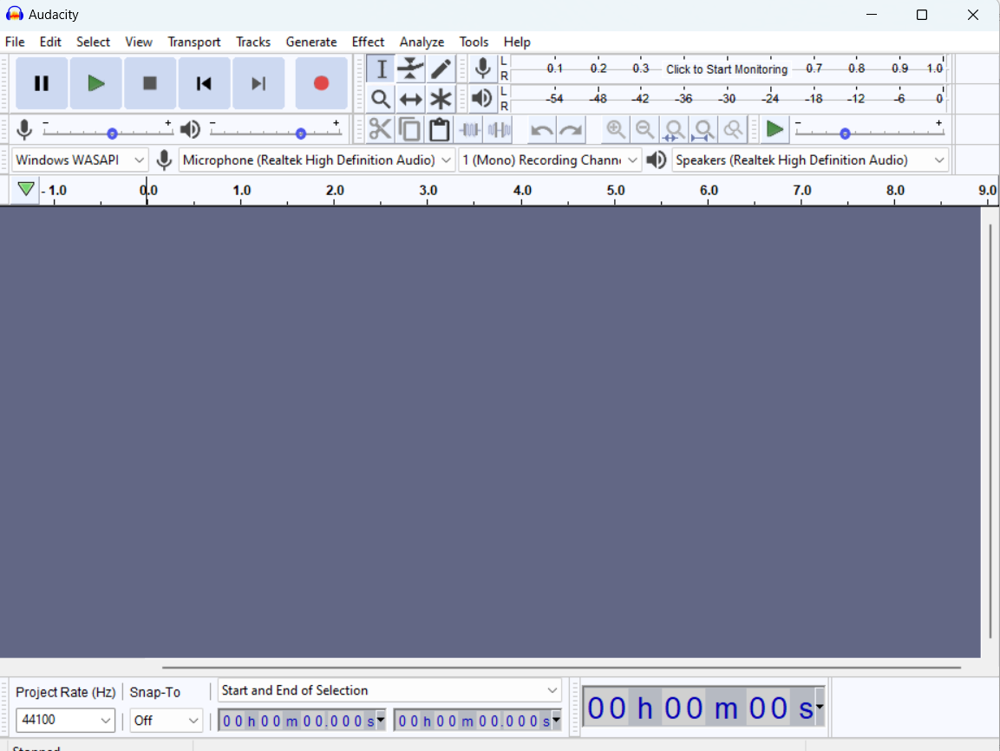 Audacity
File Edit Select View Transport Tracks Generate Effect Analyze Tools Help
L 0.1 0.2 0.3 Click to Start Monitoring 0.7 0.8 0.9 1.0
R
L -54 -48 -42 -36 -30 -24 -18 -12 -6 0
R
- + - + - +
Windows WASAPI Microphone (Realtek High Definition Audio) 1 (Mono) Recording Chann Speakers (Realtek High Definition Audio)
- 1.0 0.0 1.0 2.0 3.0 4.0 5.0 6.0 7.0 8.0 9.0
Project Rate (Hz) Snap-To Start and End of Selection
44100 Off 00 h 00 m 00.000 s 00 h 00 m 00.000 s 00 h 00 m 00 s
Stopped